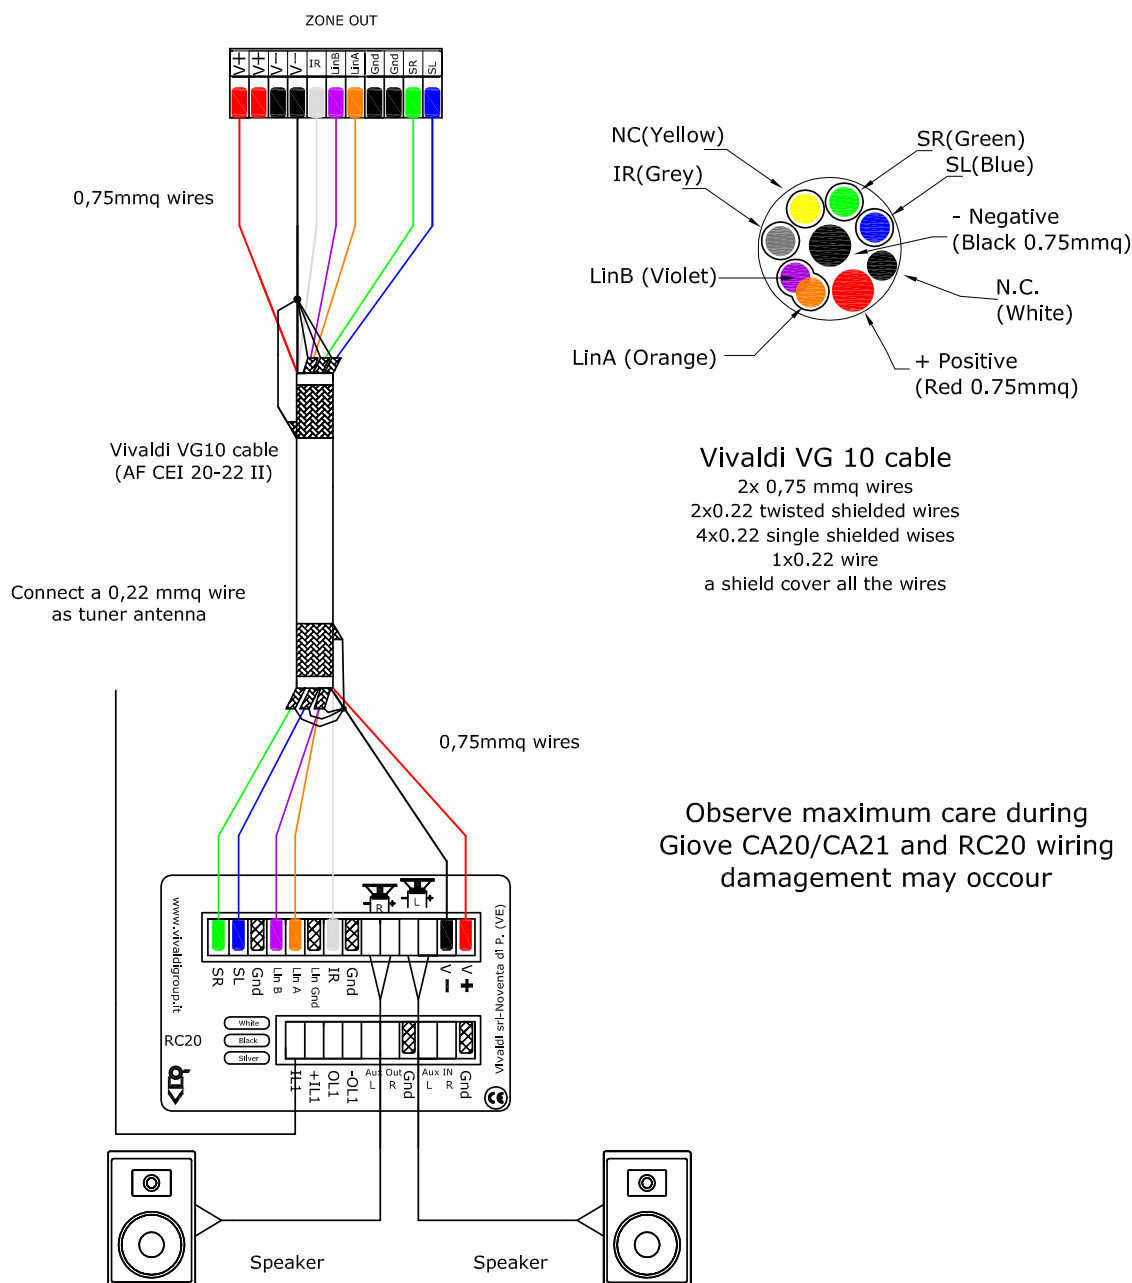 ZONE OUT
V+ V+ V− V− IR LinB LinA Gnd Gnd SR SL
0,75mmq wires
NC(Yellow)
SR(Green)
IR(Grey)
SL(Blue)
- Negative
(Black 0.75mmq)
LinB (Violet)
N.C.
(White)
LinA (Orange)
+ Positive
(Red 0.75mmq)
Vivaldi VG10 cable
(AF CEI 20-22 II)
Vivaldi VG 10 cable
2x 0,75 mmq wires
2x0.22 twisted shielded wires
4x0.22 single shielded wises
1x0.22 wire
a shield cover all the wires
Connect a 0,22 mmq wire
as tuner antenna
0,75mmq wires
Observe maximum care during
Giove CA20/CA21 and RC20 wiring
damagement may occour
www.vivaldigroup.it
- R +
- L +
SR SL Gnd Lin B Lin A Lin Gnd IR Gnd V − V +
Vivaldi srl-Noventa di P. (VE)
RC20
White
Black
Silver
IL1 +IL1 OL1 -OL1
Aux Out
L R
Gnd
Aux IN
L R
Gnd
CE
Speaker
Speaker